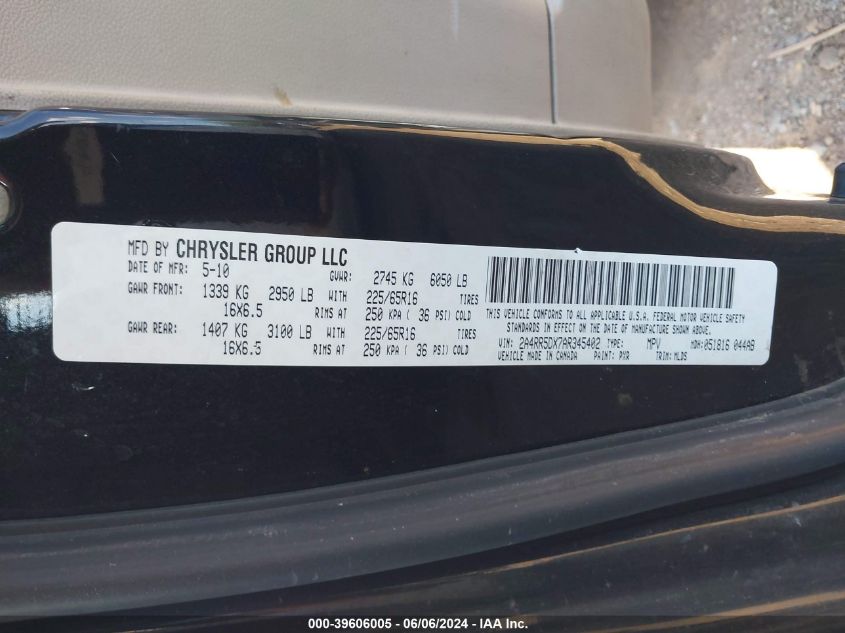 MFD BY CHRYSLER GROUP LLC
DATE OF MFR: 5-10 GVWR: 2745 KG 6050 LB
GAWR FRONT: 1339 KG 2950 LB WITH 225/65R16 TIRES
16X6.5 RIMS AT 250 KPA ( 36 PSI) COLD
GAWR REAR: 1407 KG 3100 LB WITH 225/65R16 TIRES
16X6.5 RIMS AT 250 KPA ( 36 PSI) COLD
THIS VEHICLE CONFORMS TO ALL APPLICABLE U.S.A. FEDERAL MOTOR VEHICLE SAFETY
STANDARDS IN EFFECT ON THE DATE OF MANUFACTURE SHOWN ABOVE.
VIN: 2A4RR5DX7AR345402 TYPE: MPV MDH: 051816 044AB
VEHICLE MADE IN CANADA PAINT: PXR TRIM: MLDS
000-39606005 - 06/06/2024 - IAAI Inc.